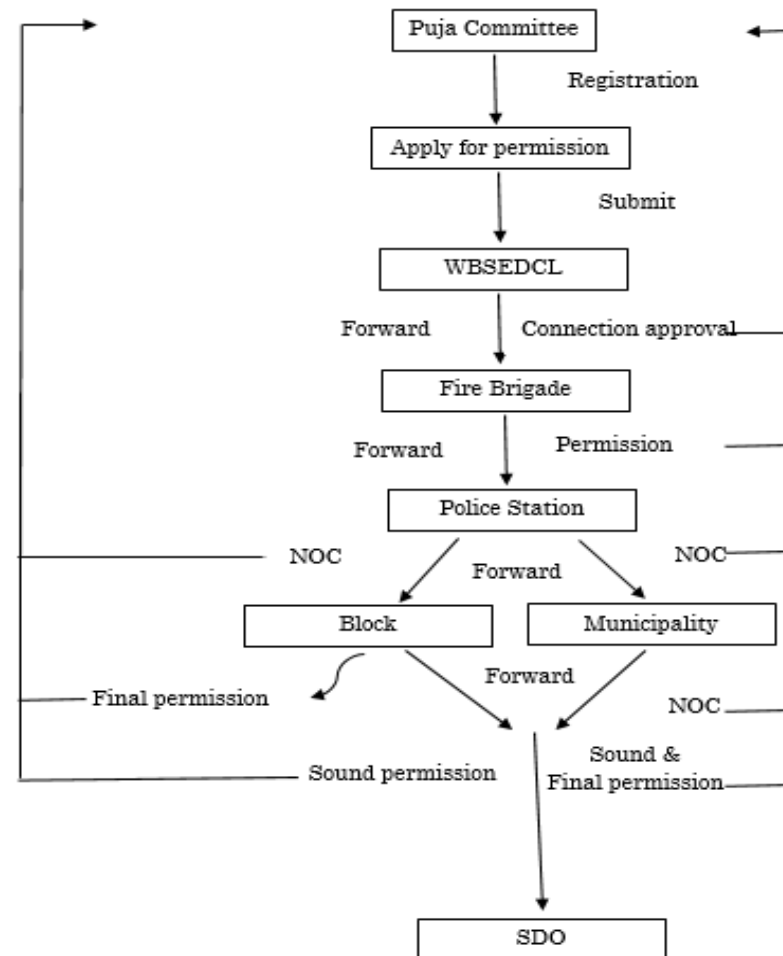 Puja Committee
Registration
Apply for permission
Submit
WBSEDCL
Forward
Connection approval
Fire Brigade
Forward
Permission
Police Station
NOC
Forward
NOC
Block
Municipality
Forward
Final permission
NOC
Sound permission
Sound &
Final permission
SDO